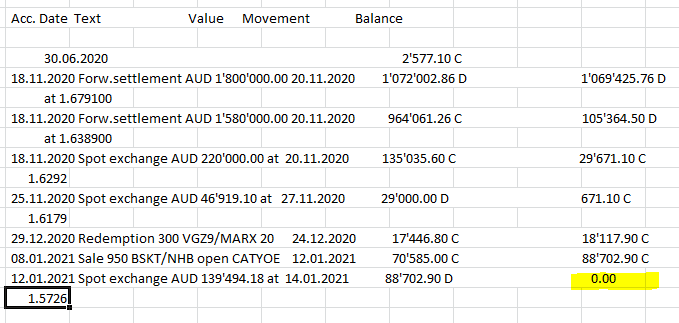 Acc. Date Text Value Movement Balance
30.06.2020 2'577.10 C
18.11.2020 Forw.settlement AUD 1'800'000.00 20.11.2020 1'072'002.86 D 1'069'425.76 D
at 1.679100
18.11.2020 Forw.settlement AUD 1'580'000.00 20.11.2020 964'061.26 C 105'364.50 D
at 1.638900
18.11.2020 Spot exchange AUD 220'000.00 at 20.11.2020 135'035.60 C 29'671.10 C
1.6292
25.11.2020 Spot exchange AUD 46'919.10 at 27.11.2020 29'000.00 D 671.10 C
1.6179
29.12.2020 Redemption 300 VGZ9/MARX 20 24.12.2020 17'446.80 C 18'117.90 C
08.01.2021 Sale 950 BSKT/NHB open CATYOE 12.01.2021 70'585.00 C 88'702.90 C
12.01.2021 Spot exchange AUD 139'494.18 at 14.01.2021 88'702.90 D 0.00
1.5726